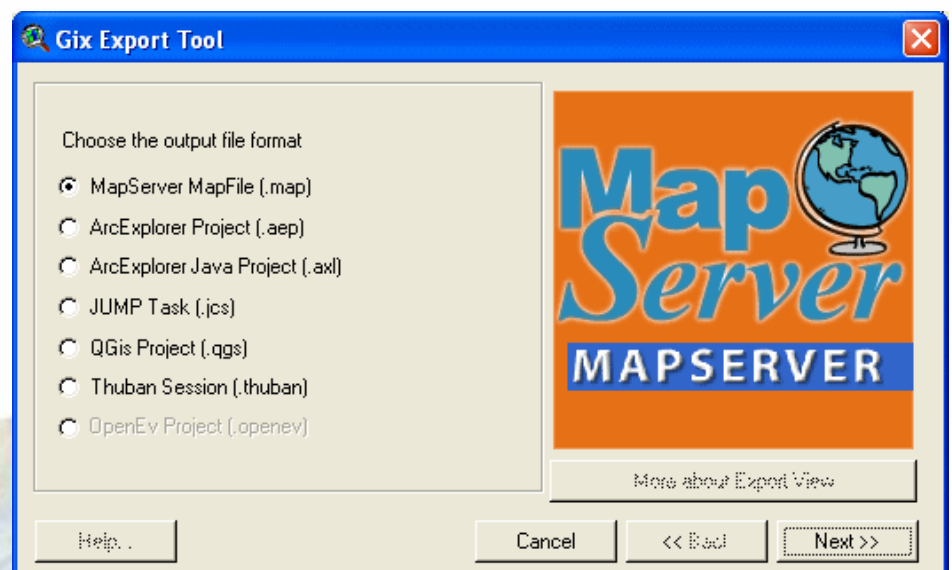 Gix Export Tool
Choose the output file format
MapServer MapFile (.map)
ArcExplorer Project (.aep)
ArcExplorer Java Project (.axl)
JUMP Task (.jcs)
QGis Project (.qgs)
Thuban Session (.thuban)
OpenEv Project (.openev)
Map
Server
MAPSERVER
More about Export View
Help...
Cancel
<< Back
Next >>